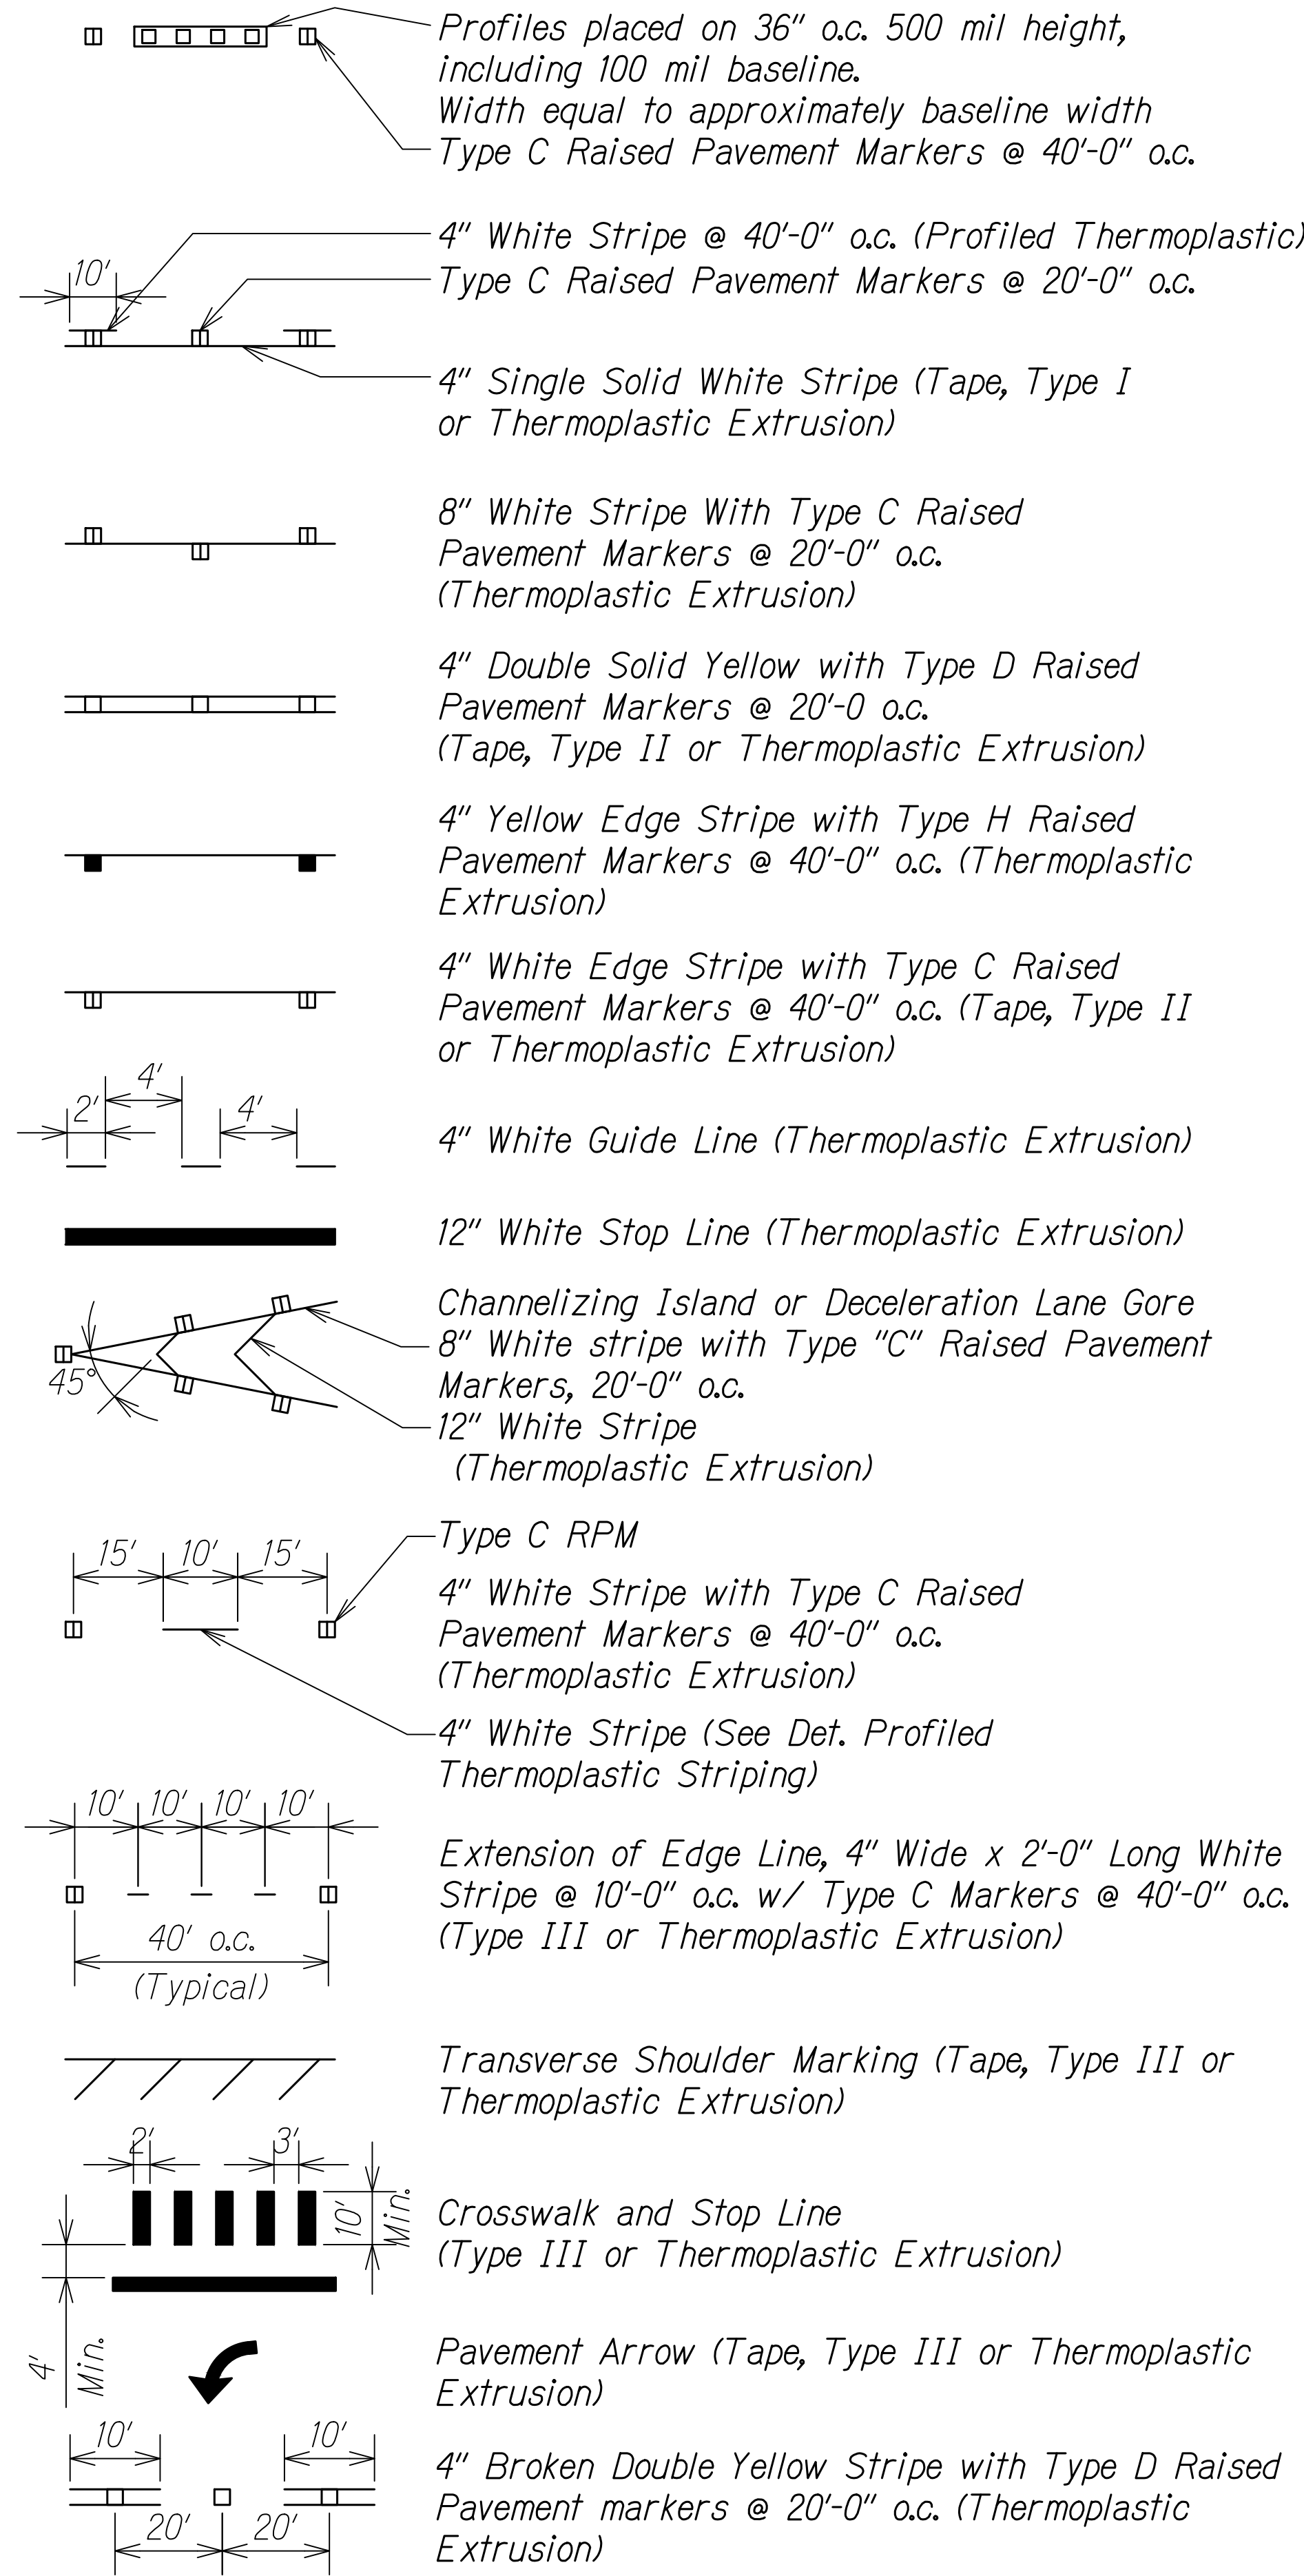 Profiles placed on 36" o.c. 500 mil height,
including 100 mil baseline.
Width equal to approximately baseline width
Type C Raised Pavement Markers @ 40'-0" o.c.
4" White Stripe @ 40'-0" o.c. (Profiled Thermoplastic)
10'
Type C Raised Pavement Markers @ 20'-0" o.c.
4" Single Solid White Stripe (Tape, Type I
or Thermoplastic Extrusion)
8" White Stripe With Type C Raised
Pavement Markers @ 20'-0" o.c.
(Thermoplastic Extrusion)
4" Double Solid Yellow with Type D Raised
Pavement Markers @ 20'-0 o.c.
(Tape, Type II or Thermoplastic Extrusion)
4" Yellow Edge Stripe with Type H Raised
Pavement Markers @ 40'-0" o.c. (Thermoplastic
Extrusion)
4" White Edge Stripe with Type C Raised
Pavement Markers @ 40'-0" o.c. (Tape, Type II
or Thermoplastic Extrusion)
4'
2' 4'
4" White Guide Line (Thermoplastic Extrusion)
12" White Stop Line (Thermoplastic Extrusion)
Channelizing Island or Deceleration Lane Gore
8" White stripe with Type "C" Raised Pavement
Markers, 20'-0" o.c.
45°
12" White Stripe
(Thermoplastic Extrusion)
Type C RPM
15' 10' 15'
4" White Stripe with Type C Raised
Pavement Markers @ 40'-0" o.c.
(Thermoplastic Extrusion)
4" White Stripe (See Det. Profiled
Thermoplastic Striping)
10' 10' 10' 10'
Extension of Edge Line, 4" Wide x 2'-0" Long White
Stripe @ 10'-0" o.c. w/ Type C Markers @ 40'-0" o.c.
(Type III or Thermoplastic Extrusion)
40' o.c.
(Typical)
Transverse Shoulder Marking (Tape, Type III or
Thermoplastic Extrusion)
2' 3'
10'
Min.
Crosswalk and Stop Line
(Type III or Thermoplastic Extrusion)
4'
Min.
Pavement Arrow (Tape, Type III or Thermoplastic
Extrusion)
10' 10'
4" Broken Double Yellow Stripe with Type D Raised
Pavement markers @ 20'-0" o.c. (Thermoplastic
Extrusion)
20' 20'